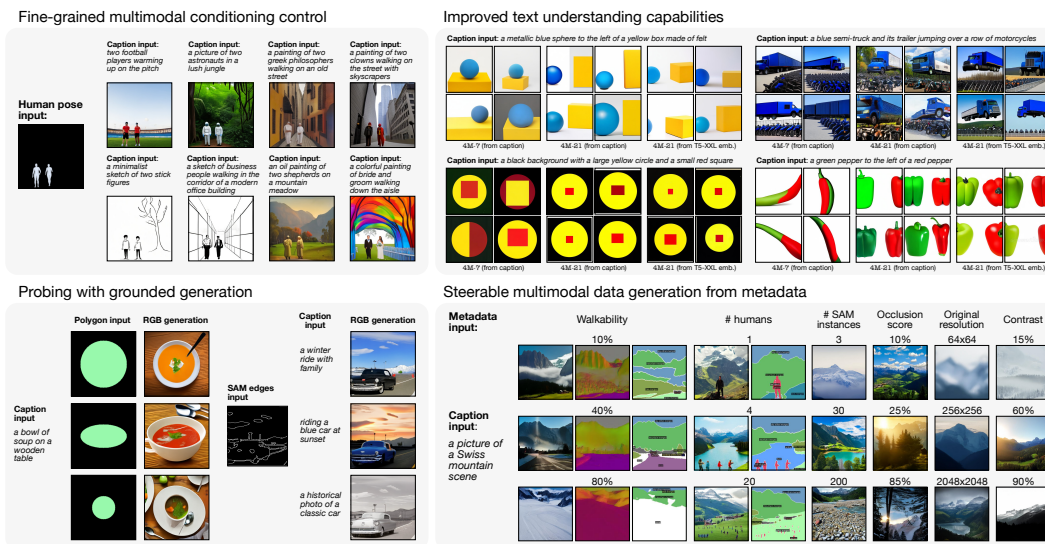 Fine-grained multimodal conditioning control
Human pose
input:
Caption input:
two football
players warming
up on the pitch
Caption input:
a picture of two
astronauts in a
lush jungle
Caption input:
a painting of two
greek philosophers
walking on an old
street
Caption input:
a painting of two
clowns walking
on the street with
skyscrapers
Caption input:
a minimalist
sketch of two stick
figures
Caption input:
a sketch of business
people walking in the
corridor of a modern
office building
Caption input:
an oil painting of
two shepherds on
a mountain
meadow
Caption input:
a colorful painting
of bride and
groom walking
down the aisle
Improved text understanding capabilities
Caption input: a metallic blue sphere to the left of a yellow box made of felt
4M-7 (from caption)
4M-21 (from caption)
4M-21 (from T5-XXL emb.)
Caption input: a blue semi-truck and its trailer jumping over a row of motorcycles
4M-7 (from caption)
4M-21 (from caption)
4M-21 (from T5-XXL emb.)
Caption input: a black background with a large yellow circle and a small red square
4M-7 (from caption)
4M-21 (from caption)
4M-21 (from T5-XXL emb.)
Caption input: a green pepper to the left of a red pepper
4M-7 (from caption)
4M-21 (from caption)
4M-21 (from T5-XXL emb.)
Probing with grounded generation
Polygon input
RGB generation
Caption
input
a bowl of
soup on a
wooden
table
SAM edges
input
Caption
input
RGB generation
a winter
ride with
family
riding a
blue car at
sunset
a historical
photo of a
classic car
Steerable multimodal data generation from metadata
Metadata
input:
Walkability
# humans
# SAM
instances
Occlusion
score
Original
resolution
Contrast
10%
1
3
10%
64x64
15%
Caption
input:
a picture of
a Swiss
mountain
scene
40%
4
30
25%
256x256
60%
80%
20
200
85%
2048x2048
90%